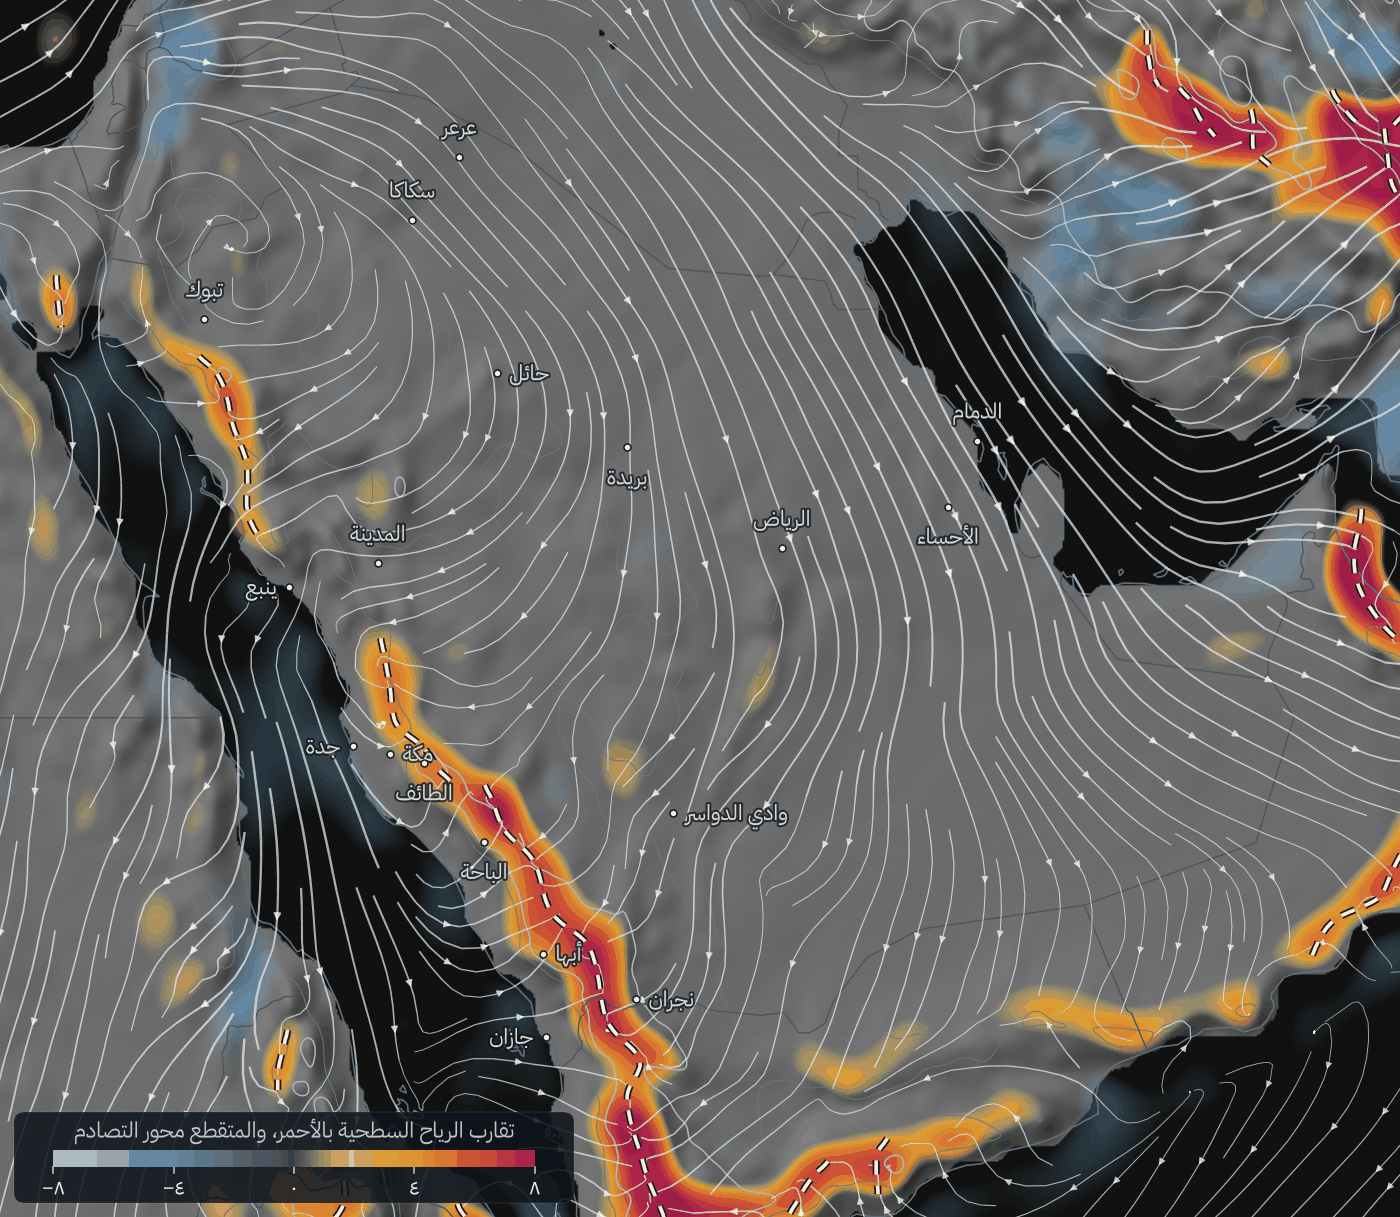 عرعر
سكاكا
تبوك
حائل
الدمام
بريدة
الرياض
الأحساء
المدينة
ينبع
جدة
مكة
الطائف
وادي الدواسر
الباحة
أبها
نجران
جازان
تقارب الرياح السطحية بالأحمر، والمتقطع محور التصادم
−٨ −٤ ٠ ٤ ٨